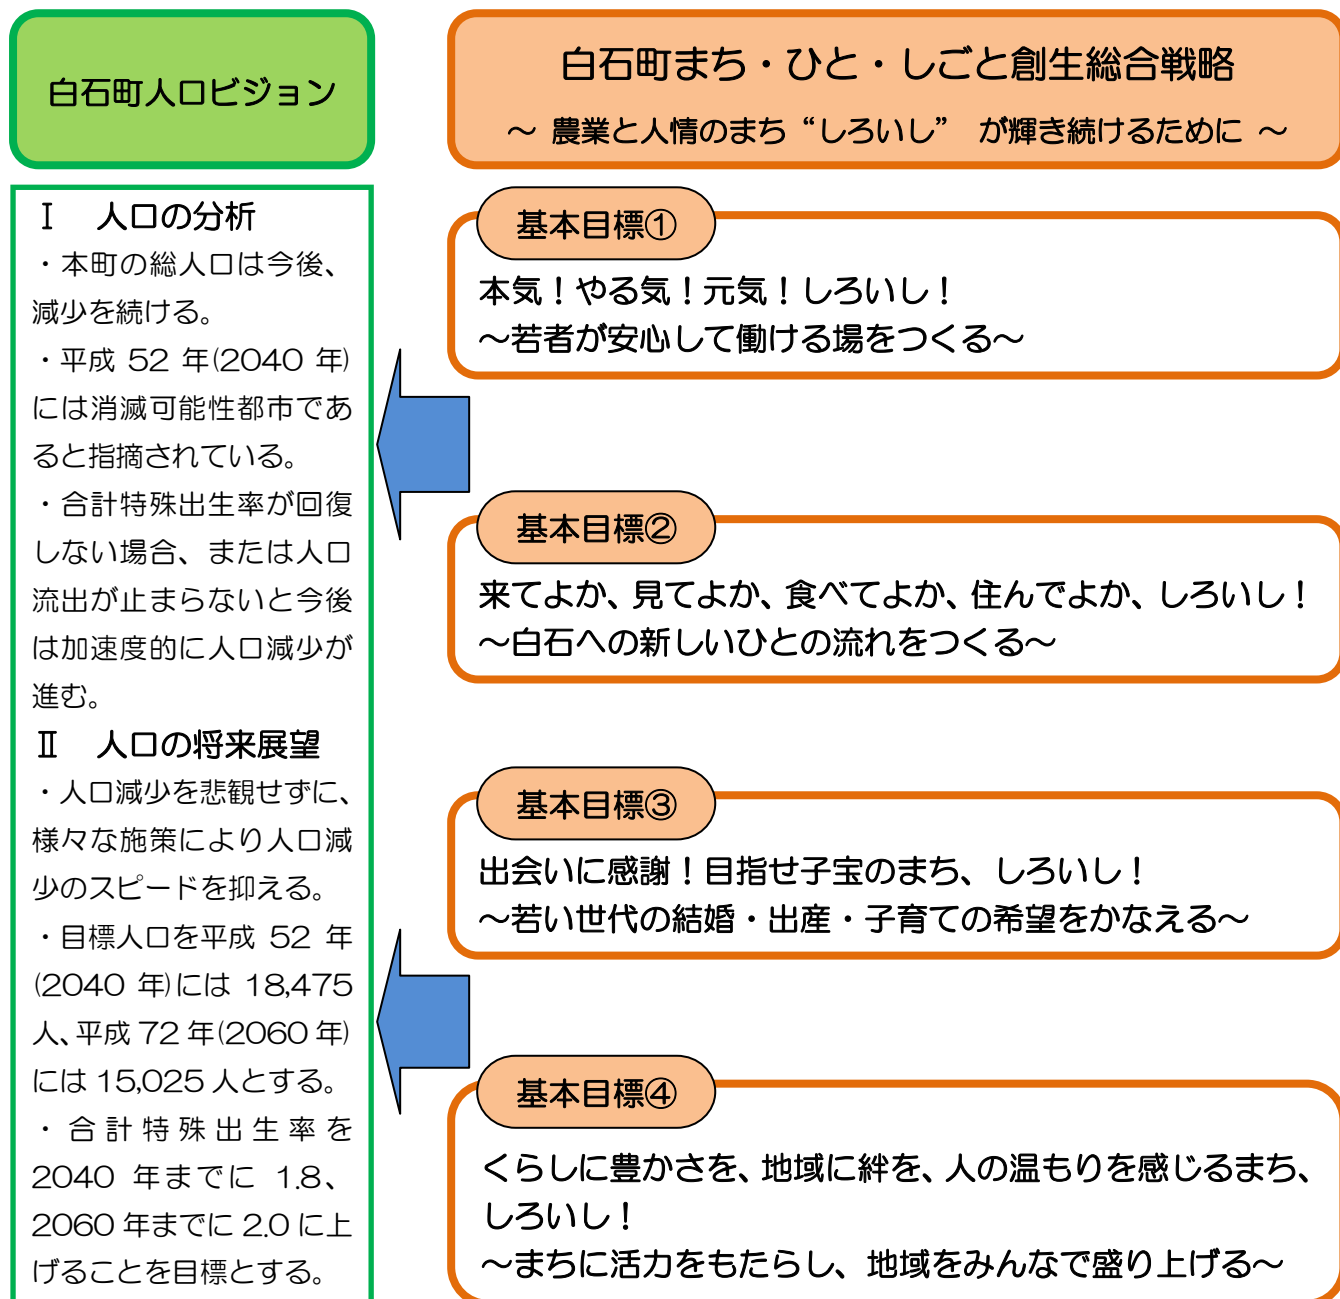 白石町人口ビジョン
Ⅰ 人口の分析
・本町の総人口は今後、
減少を続ける。
・平成 52 年(2040 年)
には消滅可能性都市であ
ると指摘されている。
・合計特殊出生率が回復
しない場合、または人口
流出が止まらないと今後
は加速度的に人口減少が
進む。
Ⅱ 人口の将来展望
・人口減少を悲観せずに、
様々な施策により人口減
少のスピードを抑える。
・目標人口を平成 52 年
(2040 年)には 18,475
人、平成 72 年(2060 年)
には 15,025 人とする。
・合計特殊出生率を
2040 年までに 1.8、
2060 年までに 2.0 に上
げることを目標とする。
白石町まち・ひと・しごと創生総合戦略
～ 農業と人情のまち“しろいし” が輝き続けるために ～
基本目標①
本気！やる気！元気！しろいし！
～若者が安心して働ける場をつくる～
基本目標②
来てよか、見てよか、食べてよか、住んでよか、しろいし！
～白石への新しいひとの流れをつくる～
基本目標③
出会いに感謝！目指せ子宝のまち、しろいし！
～若い世代の結婚・出産・子育ての希望をかなえる～
基本目標④
くらしに豊かさを、地域に絆を、人の温もりを感じるまち、
しろいし！
～まちに活力をもたらし、地域をみんなで盛り上げる～